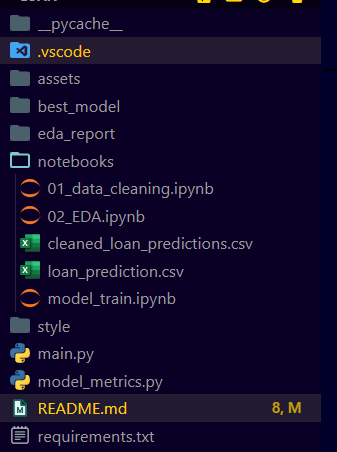 __pycache__
.vscode
assets
best_model
eda_report
notebooks
01_data_cleaning.ipynb
02_EDA.ipynb
cleaned_loan_predictions.csv
loan_prediction.csv
model_train.ipynb
style
main.py
model_metrics.py
README.md 8, M
requirements.txt